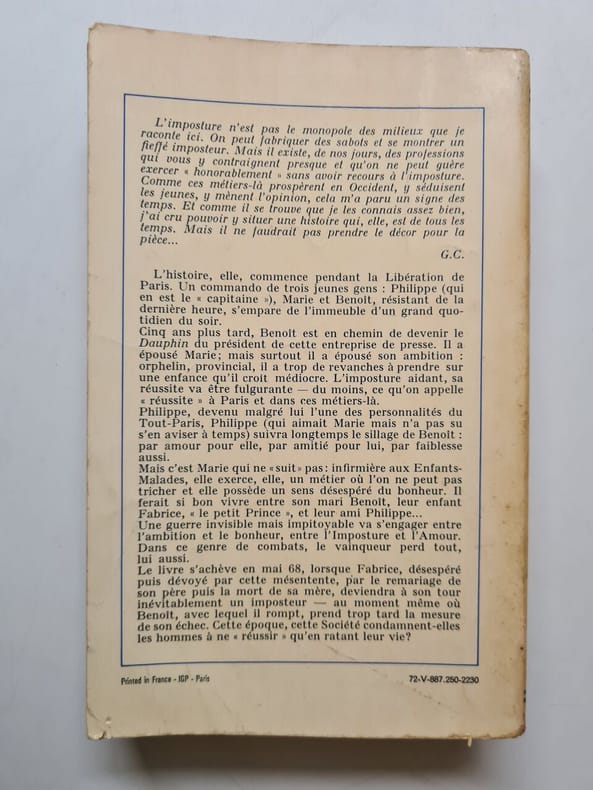 L'imposture n'est pas le monopole des milieux que je
raconte ici. On peut fabriquer des sabots et se montrer un
fieffé imposteur. Mais il existe, de nos jours, des professions
qui vous y contraignent presque et qu'on ne peut guère
exercer « honorablement » sans avoir recours à l'imposture.
Comme ces métiers-là prospèrent en Occident, y séduisent
les jeunes, y mènent l'opinion, cela m'a paru un signe des
temps. Et comme il se trouve que je les connais assez bien,
j'ai cru pouvoir y situer une histoire qui, elle, est de tous les
temps. Mais il ne faudrait pas prendre le décor pour la
pièce...
G.C.
L'histoire, elle, commence pendant la Libération de
Paris. Un commando de trois jeunes gens : Philippe (qui
en est le « capitaine »), Marie et Benoît, résistant de la
dernière heure, s'empare de l'immeuble d'un grand quo-
tidien du soir.
Cinq ans plus tard, Benoît est en chemin de devenir le
Dauphin du président de cette entreprise de presse. Il a
épousé Marie; mais surtout il a épousé son ambition :
orphelin, provincial, il a trop de revanches à prendre sur
une enfance qu'il croit médiocre. L'imposture aidant, sa
réussite va être fulgurante — du moins, ce qu'on appelle
« réussite » à Paris et dans ces métiers-là.
Philippe, devenu malgré lui l'une des personnalités du
Tout-Paris, Philippe (qui aimait Marie mais n'a pas su
s'en aviser à temps) suivra longtemps le sillage de Benoît :
par amour pour elle, par amitié pour lui, par faiblesse
aussi.
Mais c'est Marie qui ne «suit» pas: infirmière aux Enfants-
Malades, elle exerce, elle, un métier où l'on ne peut pas
tricher et elle possède un sens désespéré du bonheur. Il
ferait si bon vivre entre son mari Benoît, leur enfant
Fabrice, « le petit Prince », et leur ami Philippe...
Une guerre invisible mais impitoyable va s'engager entre
l'ambition et le bonheur, entre l'Imposture et l'Amour.
Dans ce genre de combats, le vainqueur perd tout,
lui aussi.
Le livre s'achève en mai 68, lorsque Fabrice, désespéré
puis dévoyé par cette mésentente, par le remariage de
son père puis la mort de sa mère, deviendra à son tour
inévitablement un imposteur — au moment même où
Benoît, avec lequel il rompt, prend trop tard la mesure
de son échec. Cette époque, cette Société condamnent-elles
les hommes à ne « réussir » qu'en ratant leur vie?
Printed in France - IGP - Paris
72-V-887.250-2230